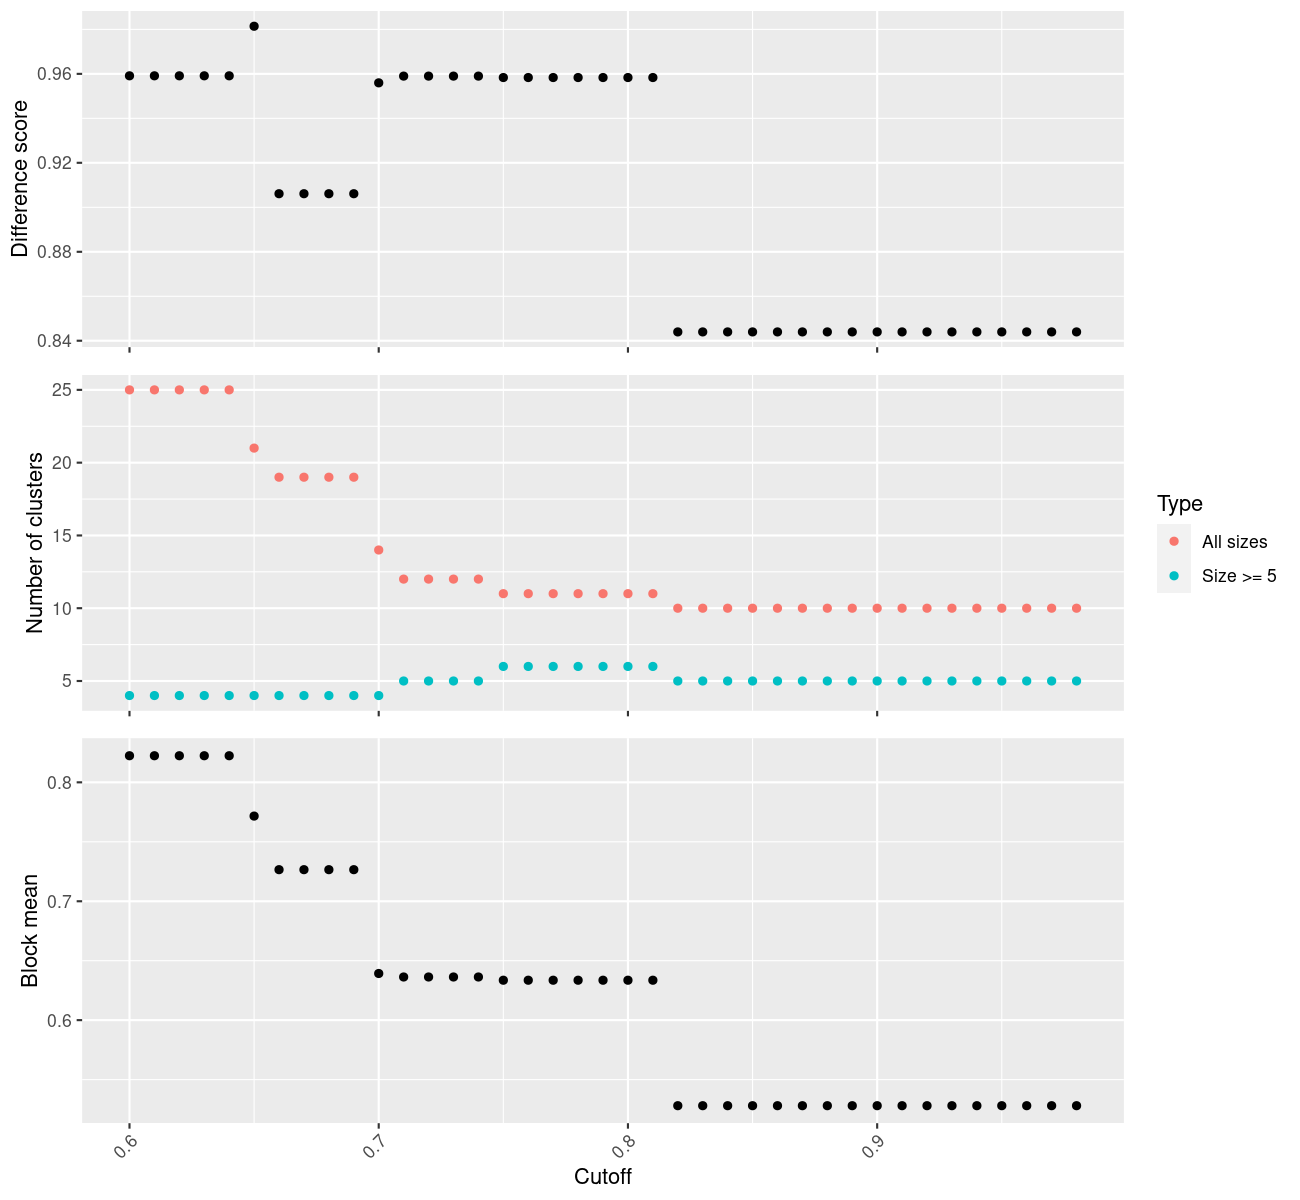 Difference score
0.96
0.92
0.88
0.84
Number of clusters
25
20
15
10
5
Type
All sizes
Size >= 5
Block mean
0.8
0.7
0.6
0.6
0.7
0.8
0.9
Cutoff